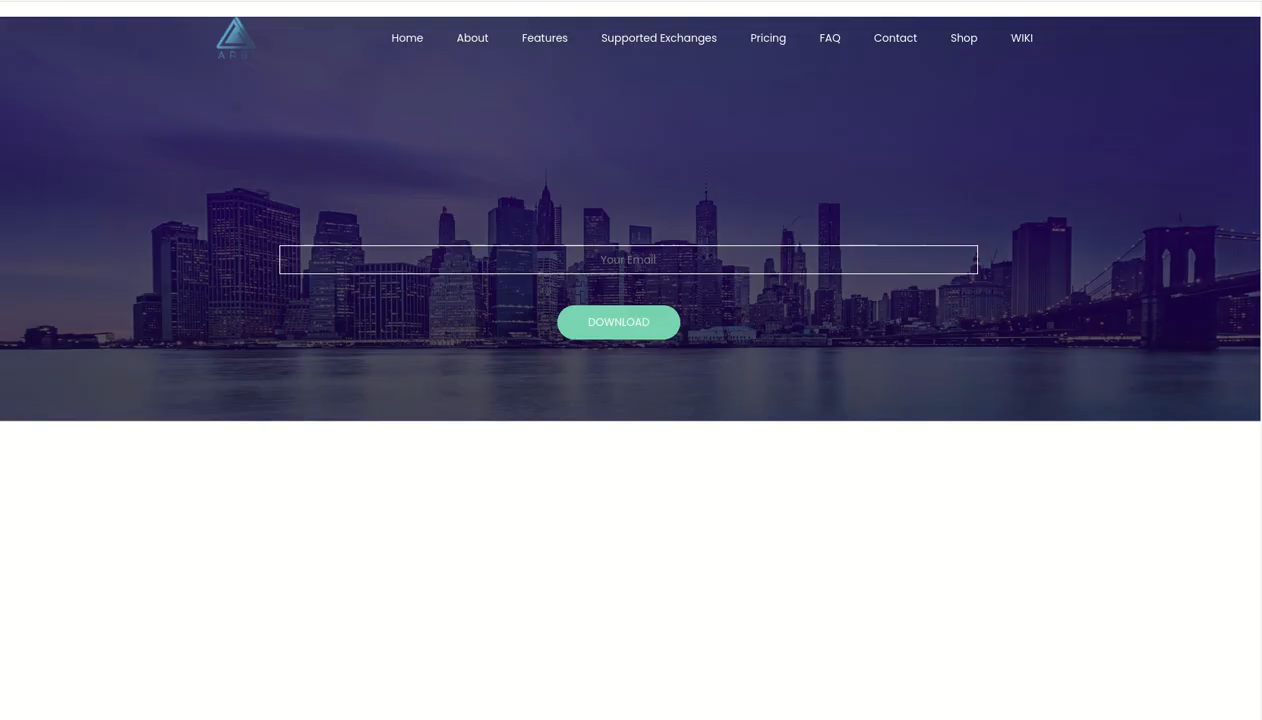 Home About Features Supported Exchanges Pricing FAQ Contact Shop WIKI
Your Email
DOWNLOAD